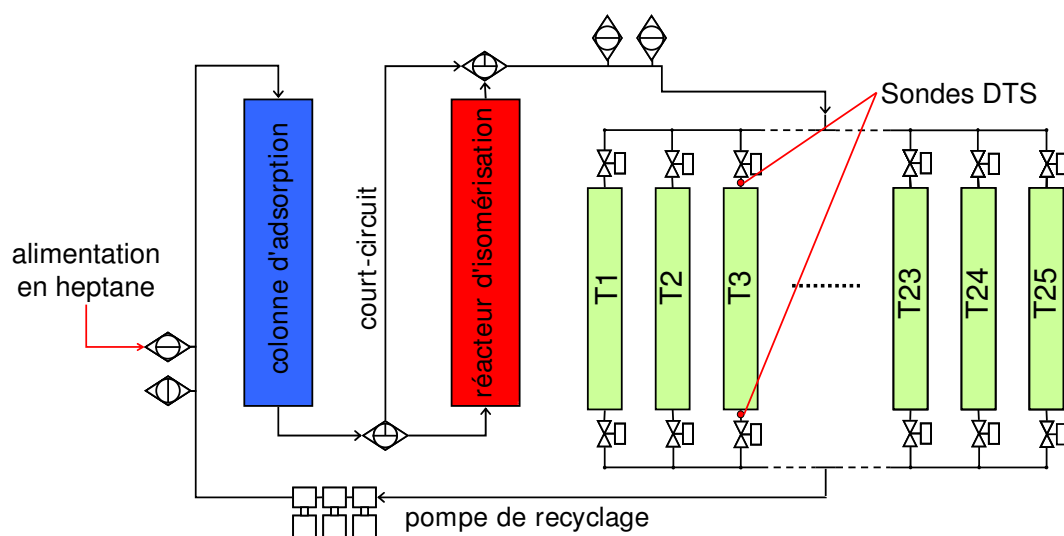 Sondes DTS
colonne d'adsorption
court-circuit
réacteur d'isomérisation
T1
T2
T3
T23
T24
T25
alimentation
en heptane
pompe de recyclage